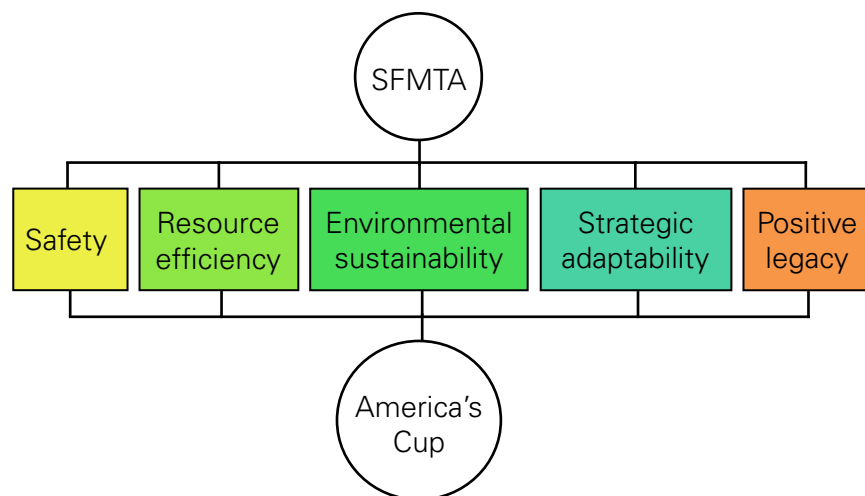 SFMTA
Safety
Resource
efficiency
Environmental
sustainability
Strategic
adaptability
Positive
legacy
America’s
Cup